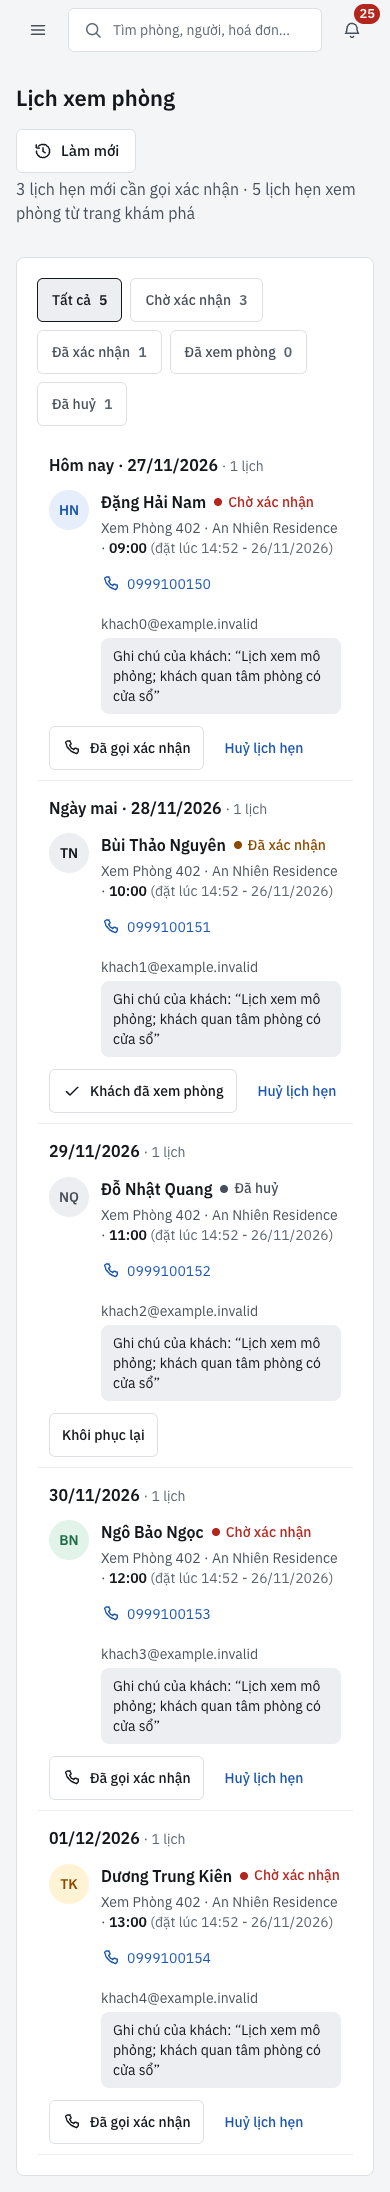 Tìm phòng, người, hoá đơn...
25
Lịch xem phòng
Làm mới
3 lịch hẹn mới cần gọi xác nhận · 5 lịch hẹn xem
phòng từ trang khám phá
Tất cả 5
Chờ xác nhận 3
Đã xác nhận 1
Đã xem phòng 0
Đã huỷ 1
Hôm nay · 27/11/2026 · 1 lịch
HN
Đặng Hải Nam
Chờ xác nhận
Xem Phòng 402 · An Nhiên Residence
· 09:00 (đặt lúc 14:52 - 26/11/2026)
0999100150
khach0@example.invalid
Ghi chú của khách: “Lịch xem mô
phỏng; khách quan tâm phòng có
cửa sổ”
Đã gọi xác nhận
Huỷ lịch hẹn
Ngày mai · 28/11/2026 · 1 lịch
TN
Bùi Thảo Nguyên
Đã xác nhận
Xem Phòng 402 · An Nhiên Residence
· 10:00 (đặt lúc 14:52 - 26/11/2026)
0999100151
khach1@example.invalid
Ghi chú của khách: “Lịch xem mô
phỏng; khách quan tâm phòng có
cửa sổ”
Khách đã xem phòng
Huỷ lịch hẹn
29/11/2026 · 1 lịch
NQ
Đỗ Nhật Quang
Đã huỷ
Xem Phòng 402 · An Nhiên Residence
· 11:00 (đặt lúc 14:52 - 26/11/2026)
0999100152
khach2@example.invalid
Ghi chú của khách: “Lịch xem mô
phỏng; khách quan tâm phòng có
cửa sổ”
Khôi phục lại
30/11/2026 · 1 lịch
BN
Ngô Bảo Ngọc
Chờ xác nhận
Xem Phòng 402 · An Nhiên Residence
· 12:00 (đặt lúc 14:52 - 26/11/2026)
0999100153
khach3@example.invalid
Ghi chú của khách: “Lịch xem mô
phỏng; khách quan tâm phòng có
cửa sổ”
Đã gọi xác nhận
Huỷ lịch hẹn
01/12/2026 · 1 lịch
TK
Dương Trung Kiên
Chờ xác nhận
Xem Phòng 402 · An Nhiên Residence
· 13:00 (đặt lúc 14:52 - 26/11/2026)
0999100154
khach4@example.invalid
Ghi chú của khách: “Lịch xem mô
phỏng; khách quan tâm phòng có
cửa sổ”
Đã gọi xác nhận
Huỷ lịch hẹn